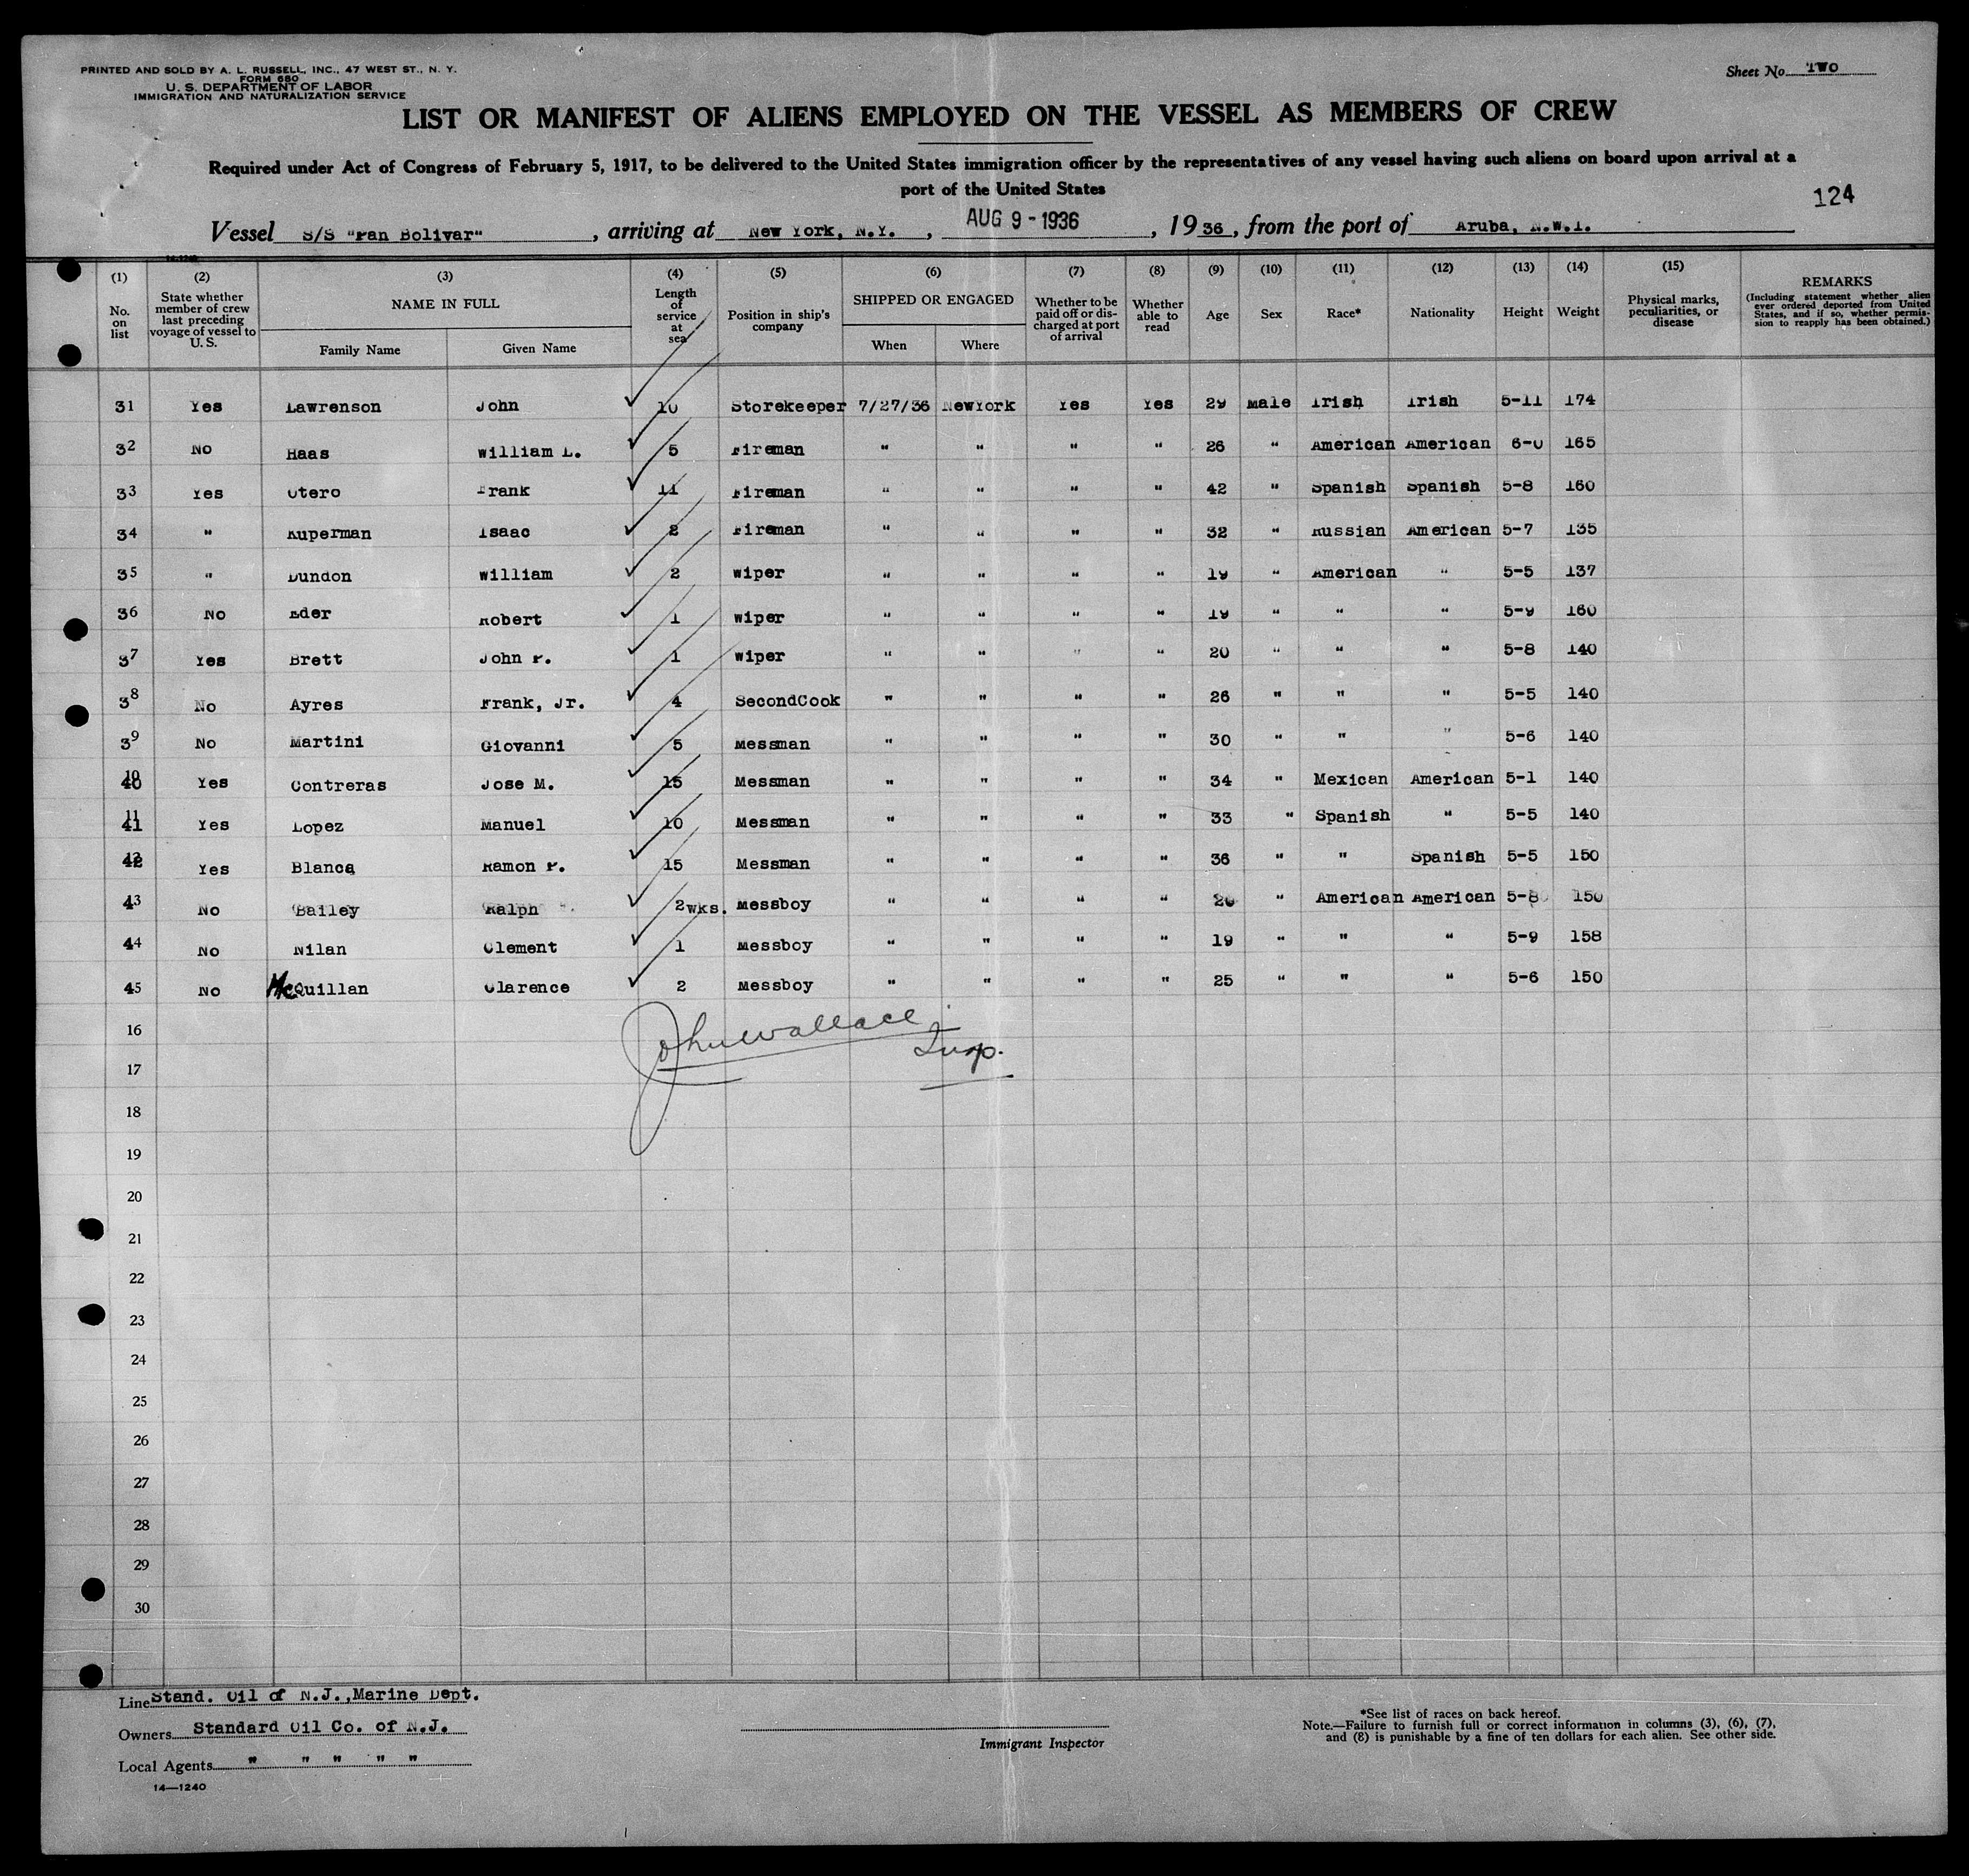 PRINTED AND SOLD BY A. L. RUSSELL, INC., 47 WEST ST., N. Y.
FORM 680
U. S. DEPARTMENT OF LABOR
IMMIGRATION AND NATURALIZATION SERVICE
Sheet No. TWO
LIST OR MANIFEST OF ALIENS EMPLOYED ON THE VESSEL AS MEMBERS OF CREW
Required under Act of Congress of February 5, 1917, to be delivered to the United States immigration officer by the representatives of any vessel having such aliens on board upon arrival at a
port of the United States
124
Vessel S/S "Pan Bolivar", arriving at New York, N.Y., AUG 9 - 1936, 1936, from the port of Aruba, N.W.I.
(1) (2) (3) (4) (5) (6) (7) (8) (9) (10) (11) (12) (13) (14) (15)
No. on list
State whether member of crew last preceding voyage of vessel to U. S.
NAME IN FULL
Family Name
Given Name
Length of service at sea
Position in ship's company
SHIPPED OR ENGAGED
When
Where
Whether to be paid off or discharged at port of arrival
Whether able to read
Age
Sex
Race*
Nationality
Height
Weight
Physical marks, peculiarities, or disease
REMARKS
(Including statement whether alien ever ordered deported from United States, and if so, whether permission to reapply has been obtained.)
31 Yes Lawrenson John 10 Storekeeper 7/27/36 NewYork Yes Yes 29 Male Irish Irish 5-11 174
32 No Haas William L. 5 Fireman " " " " 26 " American American 6-0 165
33 Yes Otero Frank 11 Fireman " " " " 42 " Spanish Spanish 5-8 160
34 " Kuperman Isaac 2 Fireman " " " " 32 " Russian American 5-7 135
35 " Dundon William 2 Wiper " " " " 19 " American " 5-5 137
36 No Eder Robert 1 Wiper " " " " 19 " " " 5-9 160
37 Yes Brett John P. 1 Wiper " " " " 20 " " " 5-8 140
38 No Ayres Frank, Jr. 4 SecondCook " " " " 26 " " " 5-5 140
39 No Martini Giovanni 5 Messman " " " " 30 " " " 5-6 140
40 Yes Contreras Jose M. 15 Messman " " " " 34 " Mexican American 5-1 140
41 Yes Lopez Manuel 10 Messman " " " " 33 " Spanish " 5-5 140
42 Yes Blanca Ramon P. 15 Messman " " " " 36 " " Spanish 5-5 150
43 No Bailey Ralph 2wks. Messboy " " " " " American American 5-8 150
44 No Nilan Clement 1 Messboy " " " " 19 " " " 5-9 158
45 No McQuillan Clarence 2 Messboy " " " " 25 " " " 5-6 150
16 John Wallace
Insp.
17
18
19
20
21
22
23
24
25
26
27
28
29
30
Line Stand. Oil of N.J., Marine Dept.
Owners Standard Oil Co. of N.J.
Local Agents " " " " "
14—1240
Immigrant Inspector
*See list of races on back hereof.
Note.—Failure to furnish full or correct information in columns (3), (6), (7),
and (8) is punishable by a fine of ten dollars for each alien. See other side.